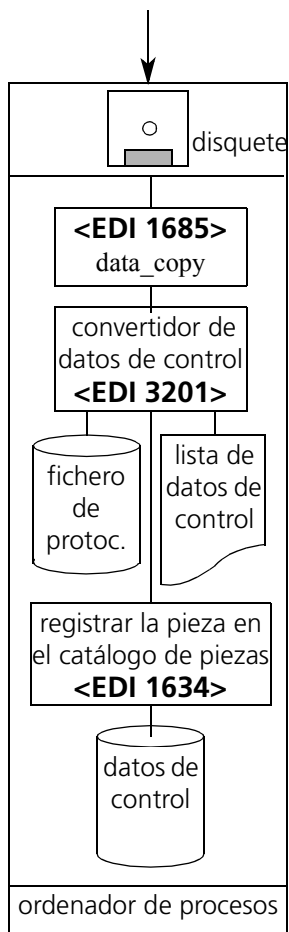 disquete
<EDI 1685>
data_copy
convertidor de
datos de control
<EDI 3201>
fichero
de
protoc.
lista de
datos de
control
registrar la pieza en
el catálogo de piezas
<EDI 1634>
datos de
control
ordenador de procesos